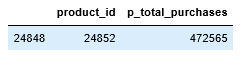 product_id p_total_purchases
24848 24852 472565